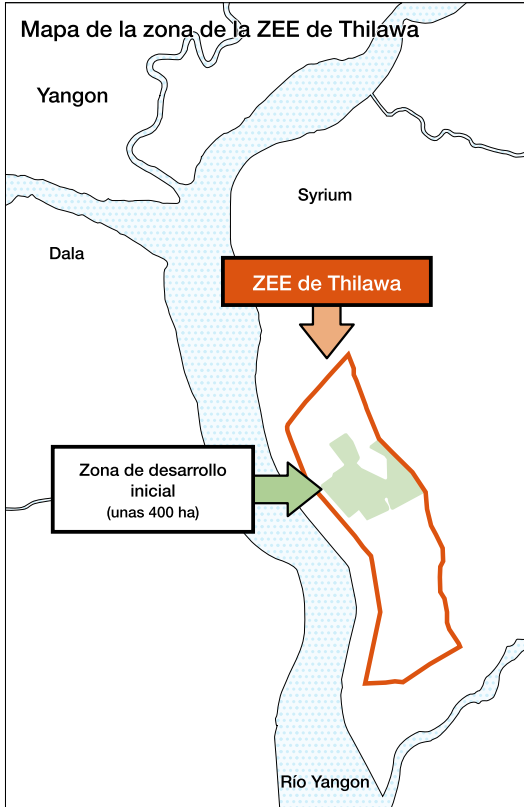 Mapa de la zona de la ZEE de Thilawa
Yangon
Syrium
Dala
ZEE de Thilawa
Zona de desarrollo
inicial
(unas 400 ha)
Río Yangon